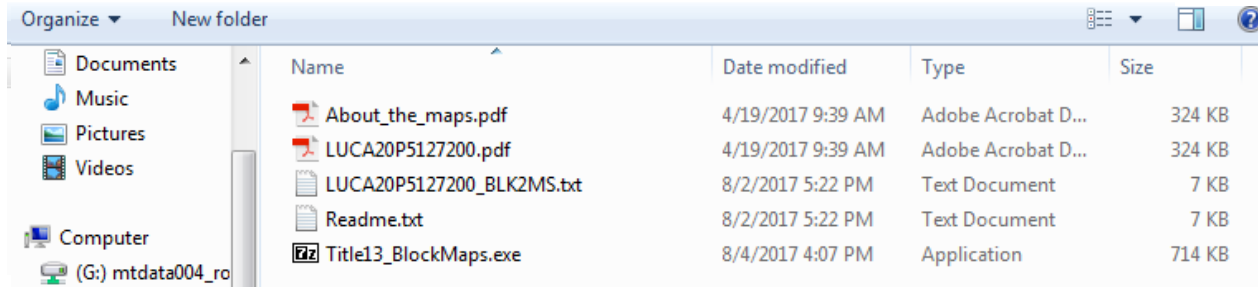 Organize New folder
Documents
Music
Pictures
Videos
Computer
(G:) mtdata004_ro
Name Date modified Type Size
About_the_maps.pdf 4/19/2017 9:39 AM Adobe Acrobat D... 324 KB
LUCA20P5127200.pdf 4/19/2017 9:39 AM Adobe Acrobat D... 324 KB
LUCA20P5127200_BLK2MS.txt 8/2/2017 5:22 PM Text Document 7 KB
Readme.txt 8/2/2017 5:22 PM Text Document 7 KB
7z Title13_BlockMaps.exe 8/4/2017 4:07 PM Application 714 KB